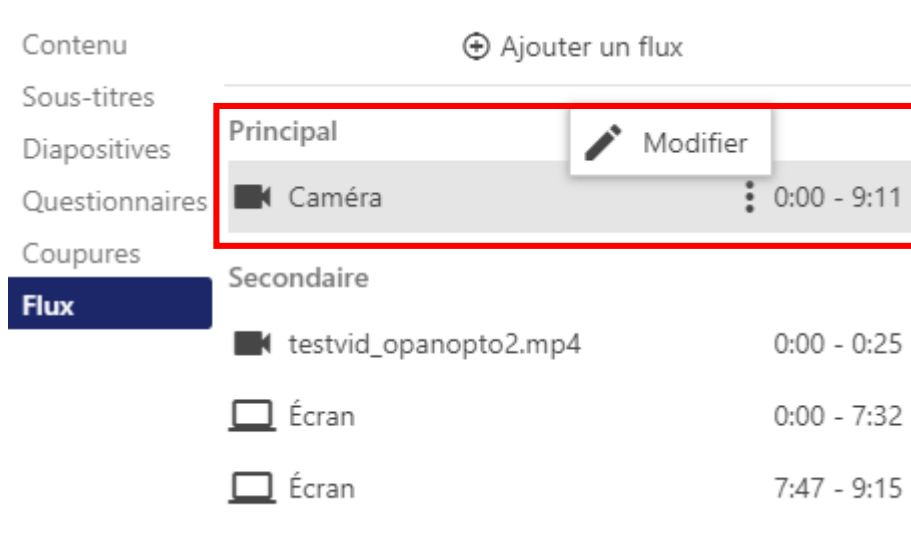 Contenu
Sous-titres
Diapositives
Questionnaires
Coupures
Flux
Ajouter un flux
Principal
Modifier
Caméra 0:00 - 9:11
Secondaire
testvid_opanopto2.mp4 0:00 - 0:25
Écran 0:00 - 7:32
Écran 7:47 - 9:15